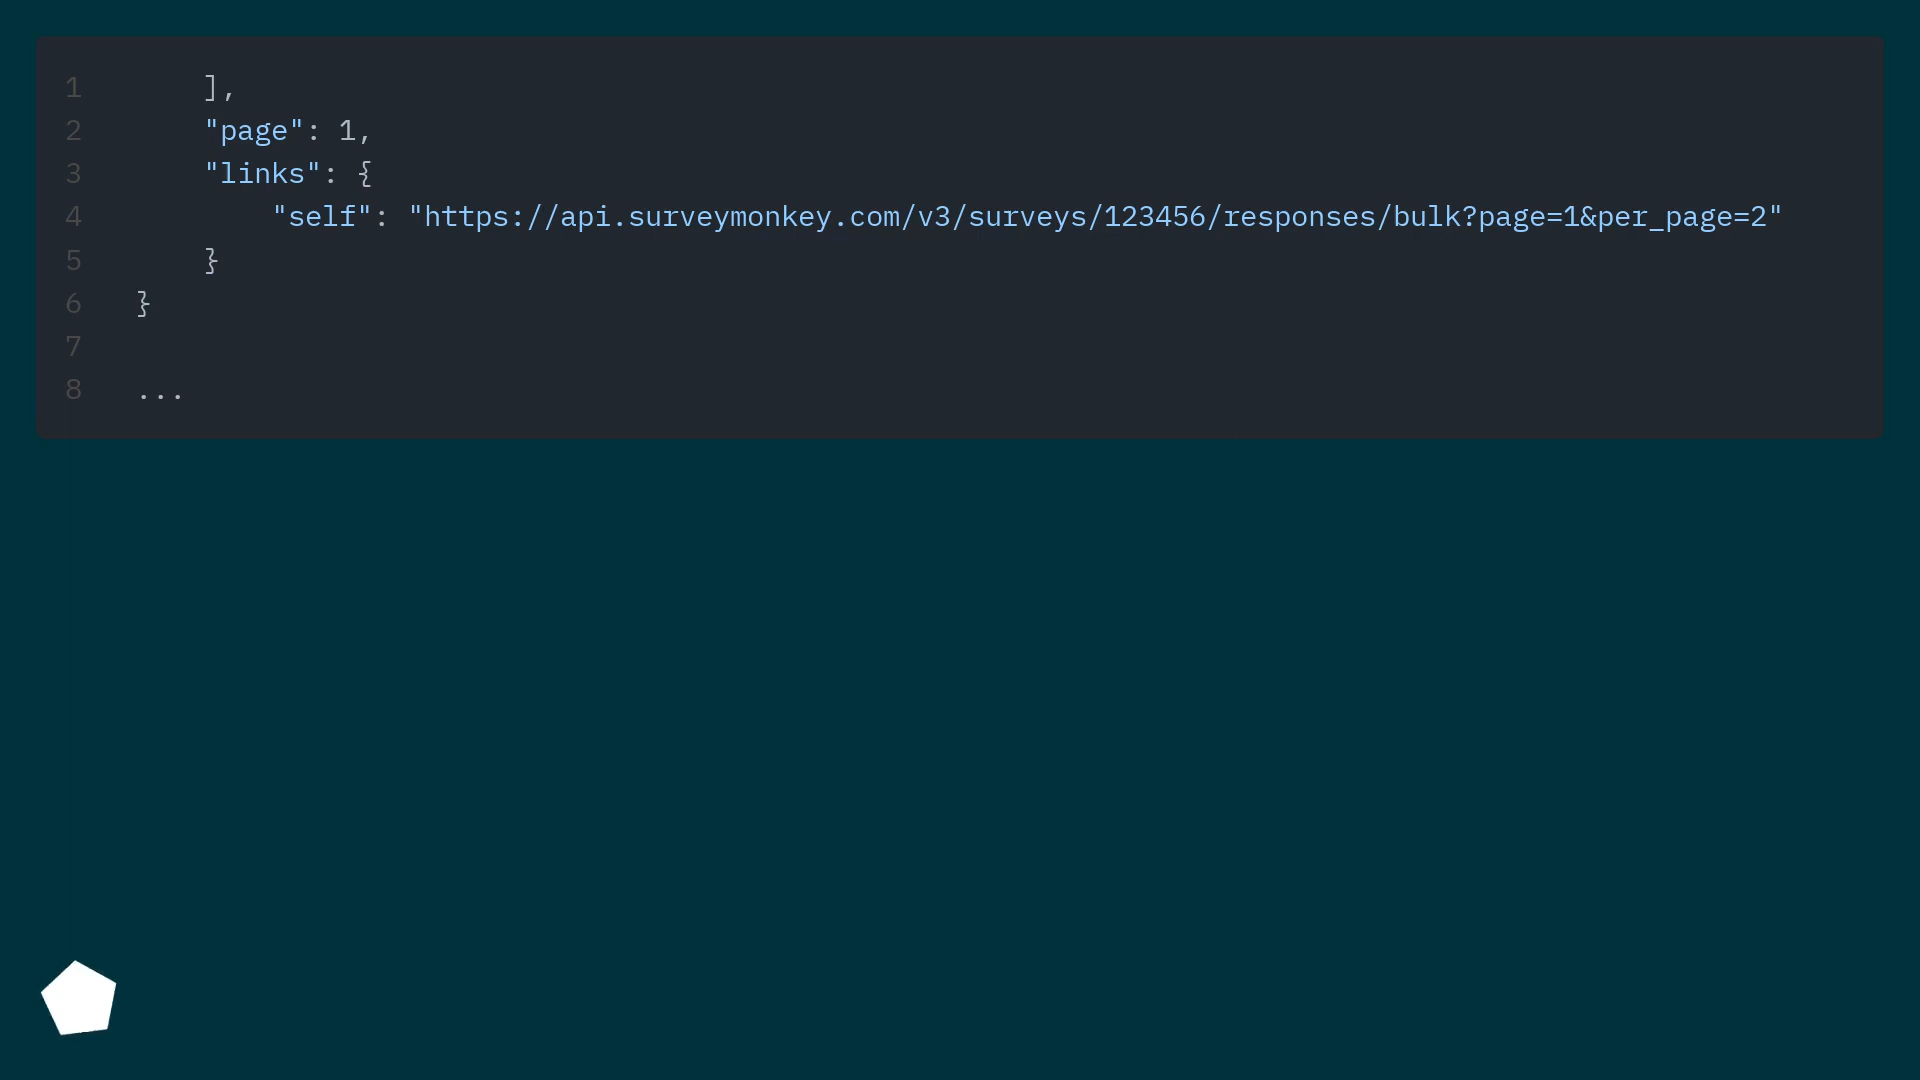 1 ],
2 "page": 1,
3 "links": {
4 "self": "https://api.surveymonkey.com/v3/surveys/123456/responses/bulk?page=1&per_page=2"
5 }
6 }
7
8 ...